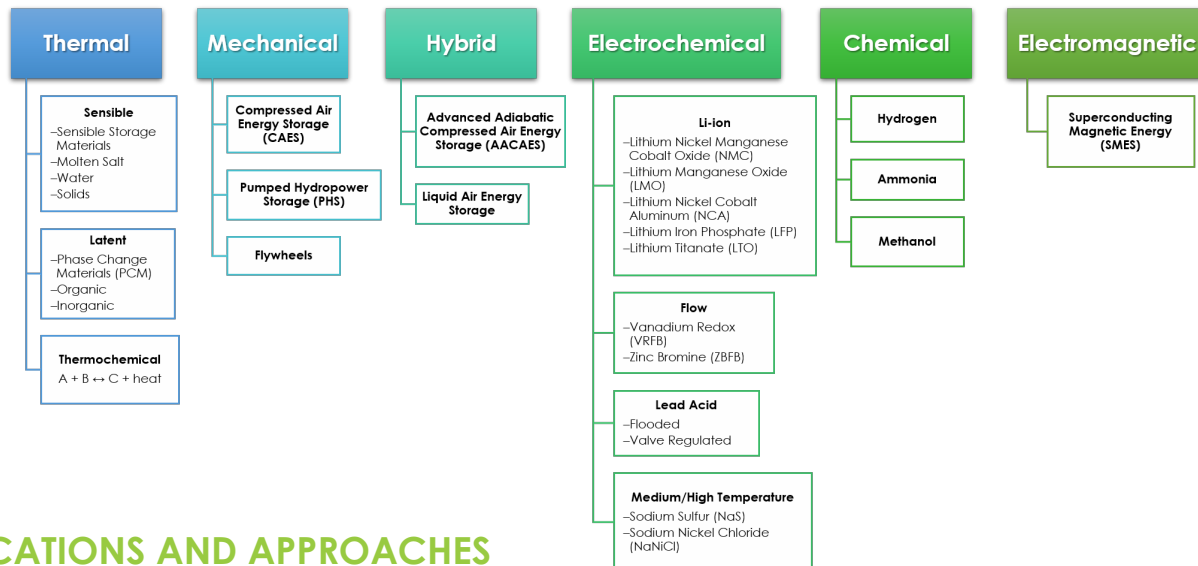 Thermal
Sensible
–Sensible Storage
Materials
–Molten Salt
–Water
–Solids
Latent
–Phase Change
Materials (PCM)
–Organic
–Inorganic
Thermochemical
A + B ↔ C + heat
Mechanical
Compressed Air
Energy Storage
(CAES)
Pumped Hydropower
Storage (PHS)
Flywheels
Hybrid
Advanced Adiabatic
Compressed Air Energy
Storage (AACAES)
Liquid Air Energy
Storage
Electrochemical
Li-ion
–Lithium Nickel Manganese
Cobalt Oxide (NMC)
–Lithium Manganese Oxide
(LMO)
–Lithium Nickel Cobalt
Aluminum (NCA)
–Lithium Iron Phosphate (LFP)
–Lithium Titanate (LTO)
Flow
–Vanadium Redox
(VRFB)
–Zinc Bromine (ZBFB)
Lead Acid
–Flooded
–Valve Regulated
Medium/High Temperature
–Sodium Sulfur (NaS)
–Sodium Nickel Chloride
(NaNiCl)
Chemical
Hydrogen
Ammonia
Methanol
Electromagnetic
Superconducting
Magnetic Energy
(SMES)
CATIONS AND APPROACHES